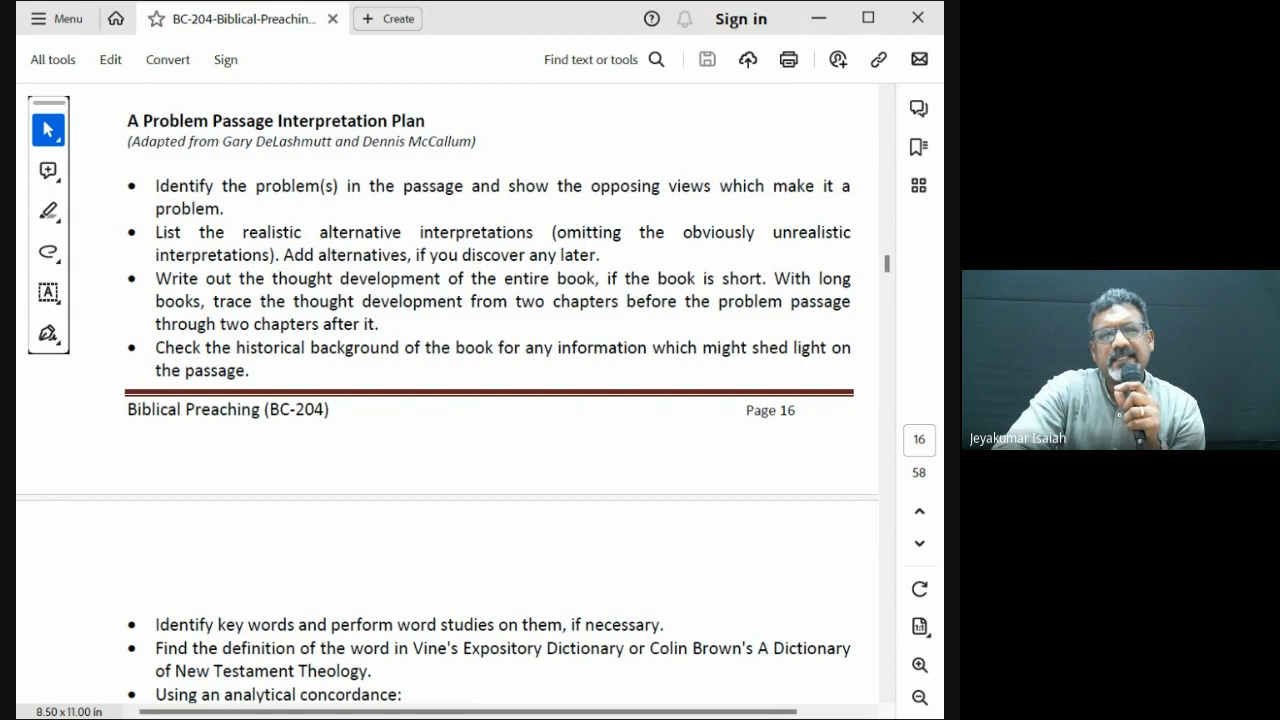 Menu
BC-204-Biblical-Preachin...
Create
Sign in
All tools
Edit
Convert
Sign
Find text or tools
A Problem Passage Interpretation Plan
(Adapted from Gary DeLashmutt and Dennis McCallum)
• Identify the problem(s) in the passage and show the opposing views which make it a
problem.
• List the realistic alternative interpretations (omitting the obviously unrealistic
interpretations). Add alternatives, if you discover any later.
• Write out the thought development of the entire book, if the book is short. With long
books, trace the thought development from two chapters before the problem passage
through two chapters after it.
• Check the historical background of the book for any information which might shed light on
the passage.
Biblical Preaching (BC-204)
Page 16
16
58
• Identify key words and perform word studies on them, if necessary.
• Find the definition of the word in Vine's Expository Dictionary or Colin Brown's A Dictionary
of New Testament Theology.
• Using an analytical concordance:
8.50 x 11.00 in
Jeyakumar Isaiah